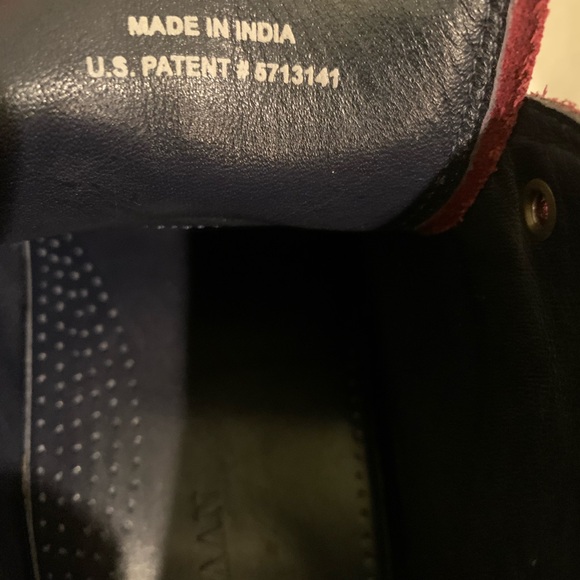 MADE IN INDIA
U.S. PATENT # 5713141